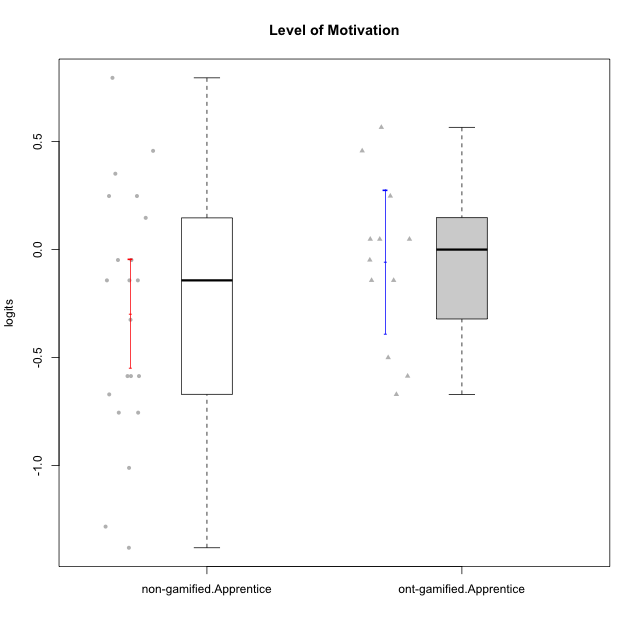 Level of Motivation
logits
0.5
0.0
-0.5
-1.0
non-gamified.Apprentice
ont-gamified.Apprentice